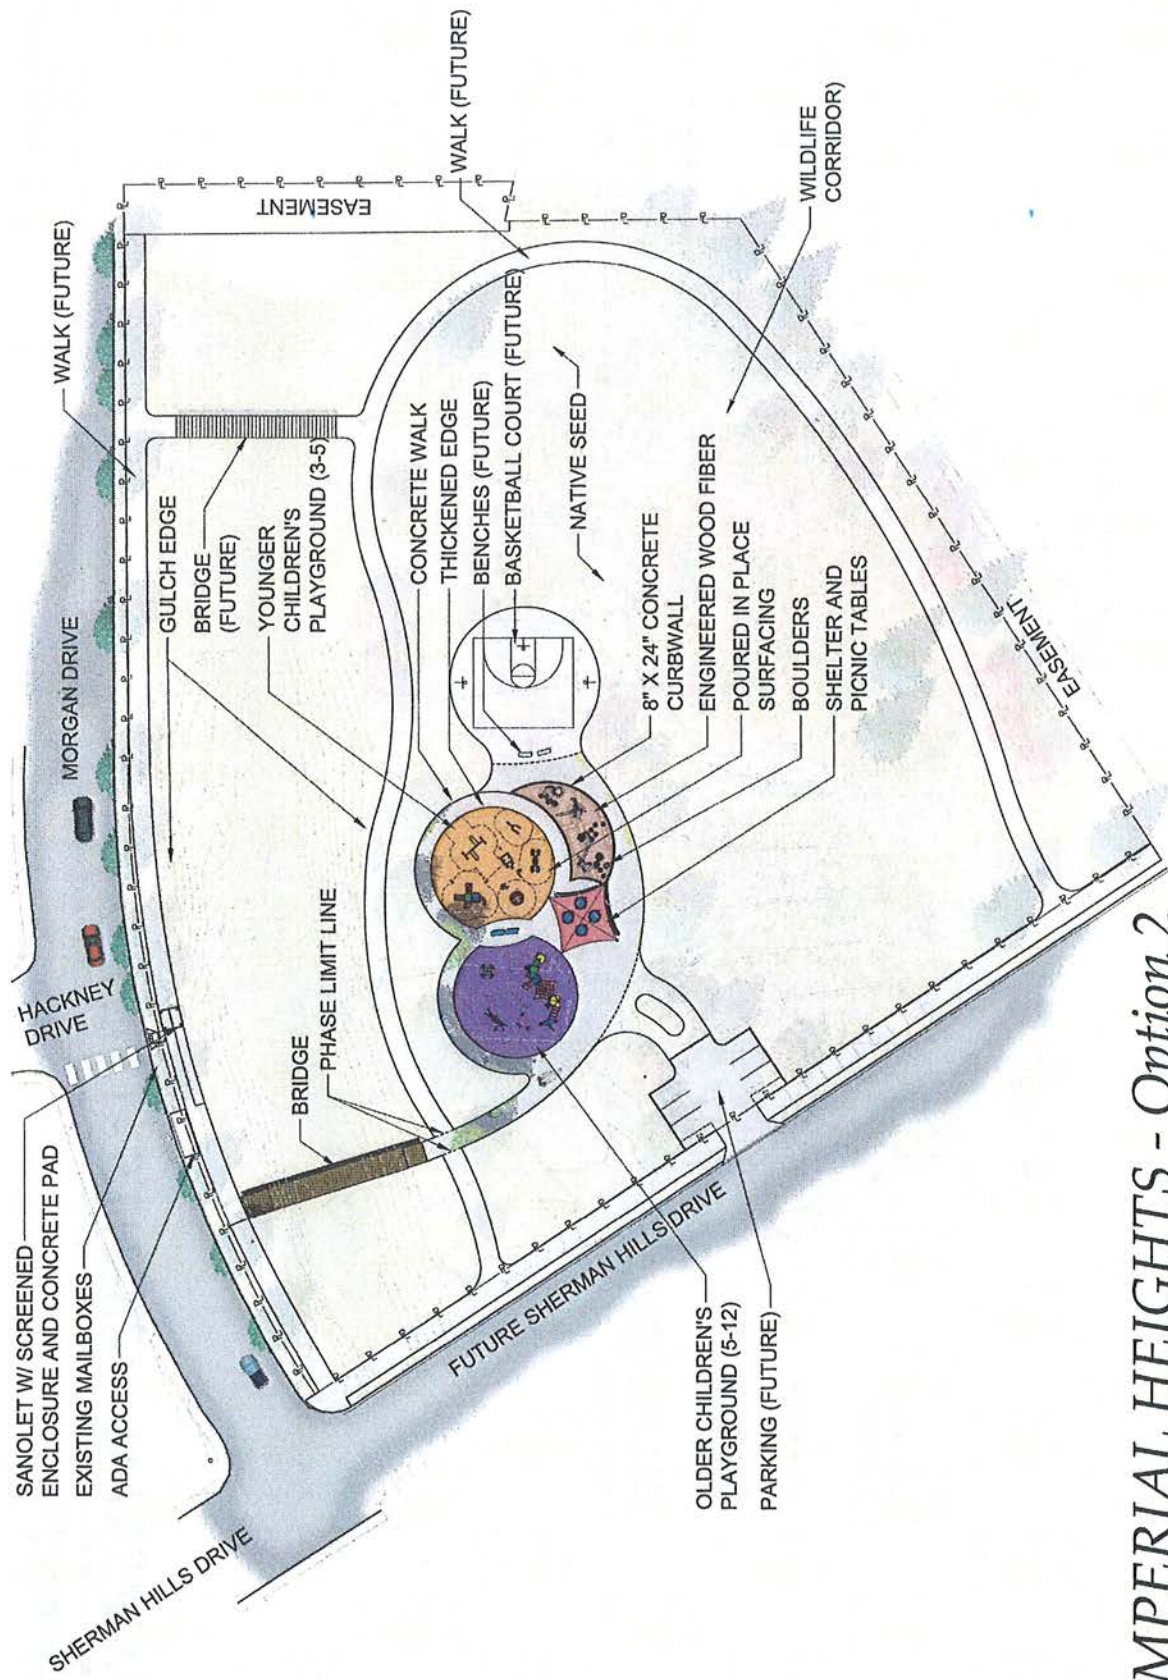 SANOLET W/ SCREENED
ENCLOSURE AND CONCRETE PAD
EXISTING MAILBOXES
ADA ACCESS
SHERMAN HILLS DRIVE
HACKNEY
DRIVE
MORGAN DRIVE
WALK (FUTURE)
EASEMENT
WALK (FUTURE)
GULCH EDGE
BRIDGE
(FUTURE)
YOUNGER
CHILDREN'S
PLAYGROUND (3-5)
CONCRETE WALK
THICKENED EDGE
BENCHES (FUTURE)
BASKETBALL COURT (FUTURE)
NATIVE SEED
WILDLIFE
CORRIDOR)
BRIDGE
PHASE LIMIT LINE
8" X 24" CONCRETE
CURBWALL
ENGINEERED WOOD FIBER
POURED IN PLACE
SURFACING
BOULDERS
SHELTER AND
PICNIC TABLES
EASEMENT
FUTURE SHERMAN HILLS DRIVE
OLDER CHILDREN'S
PLAYGROUND (5-12)
PARKING (FUTURE)
MPERIAL HEIGHTS - Option 2